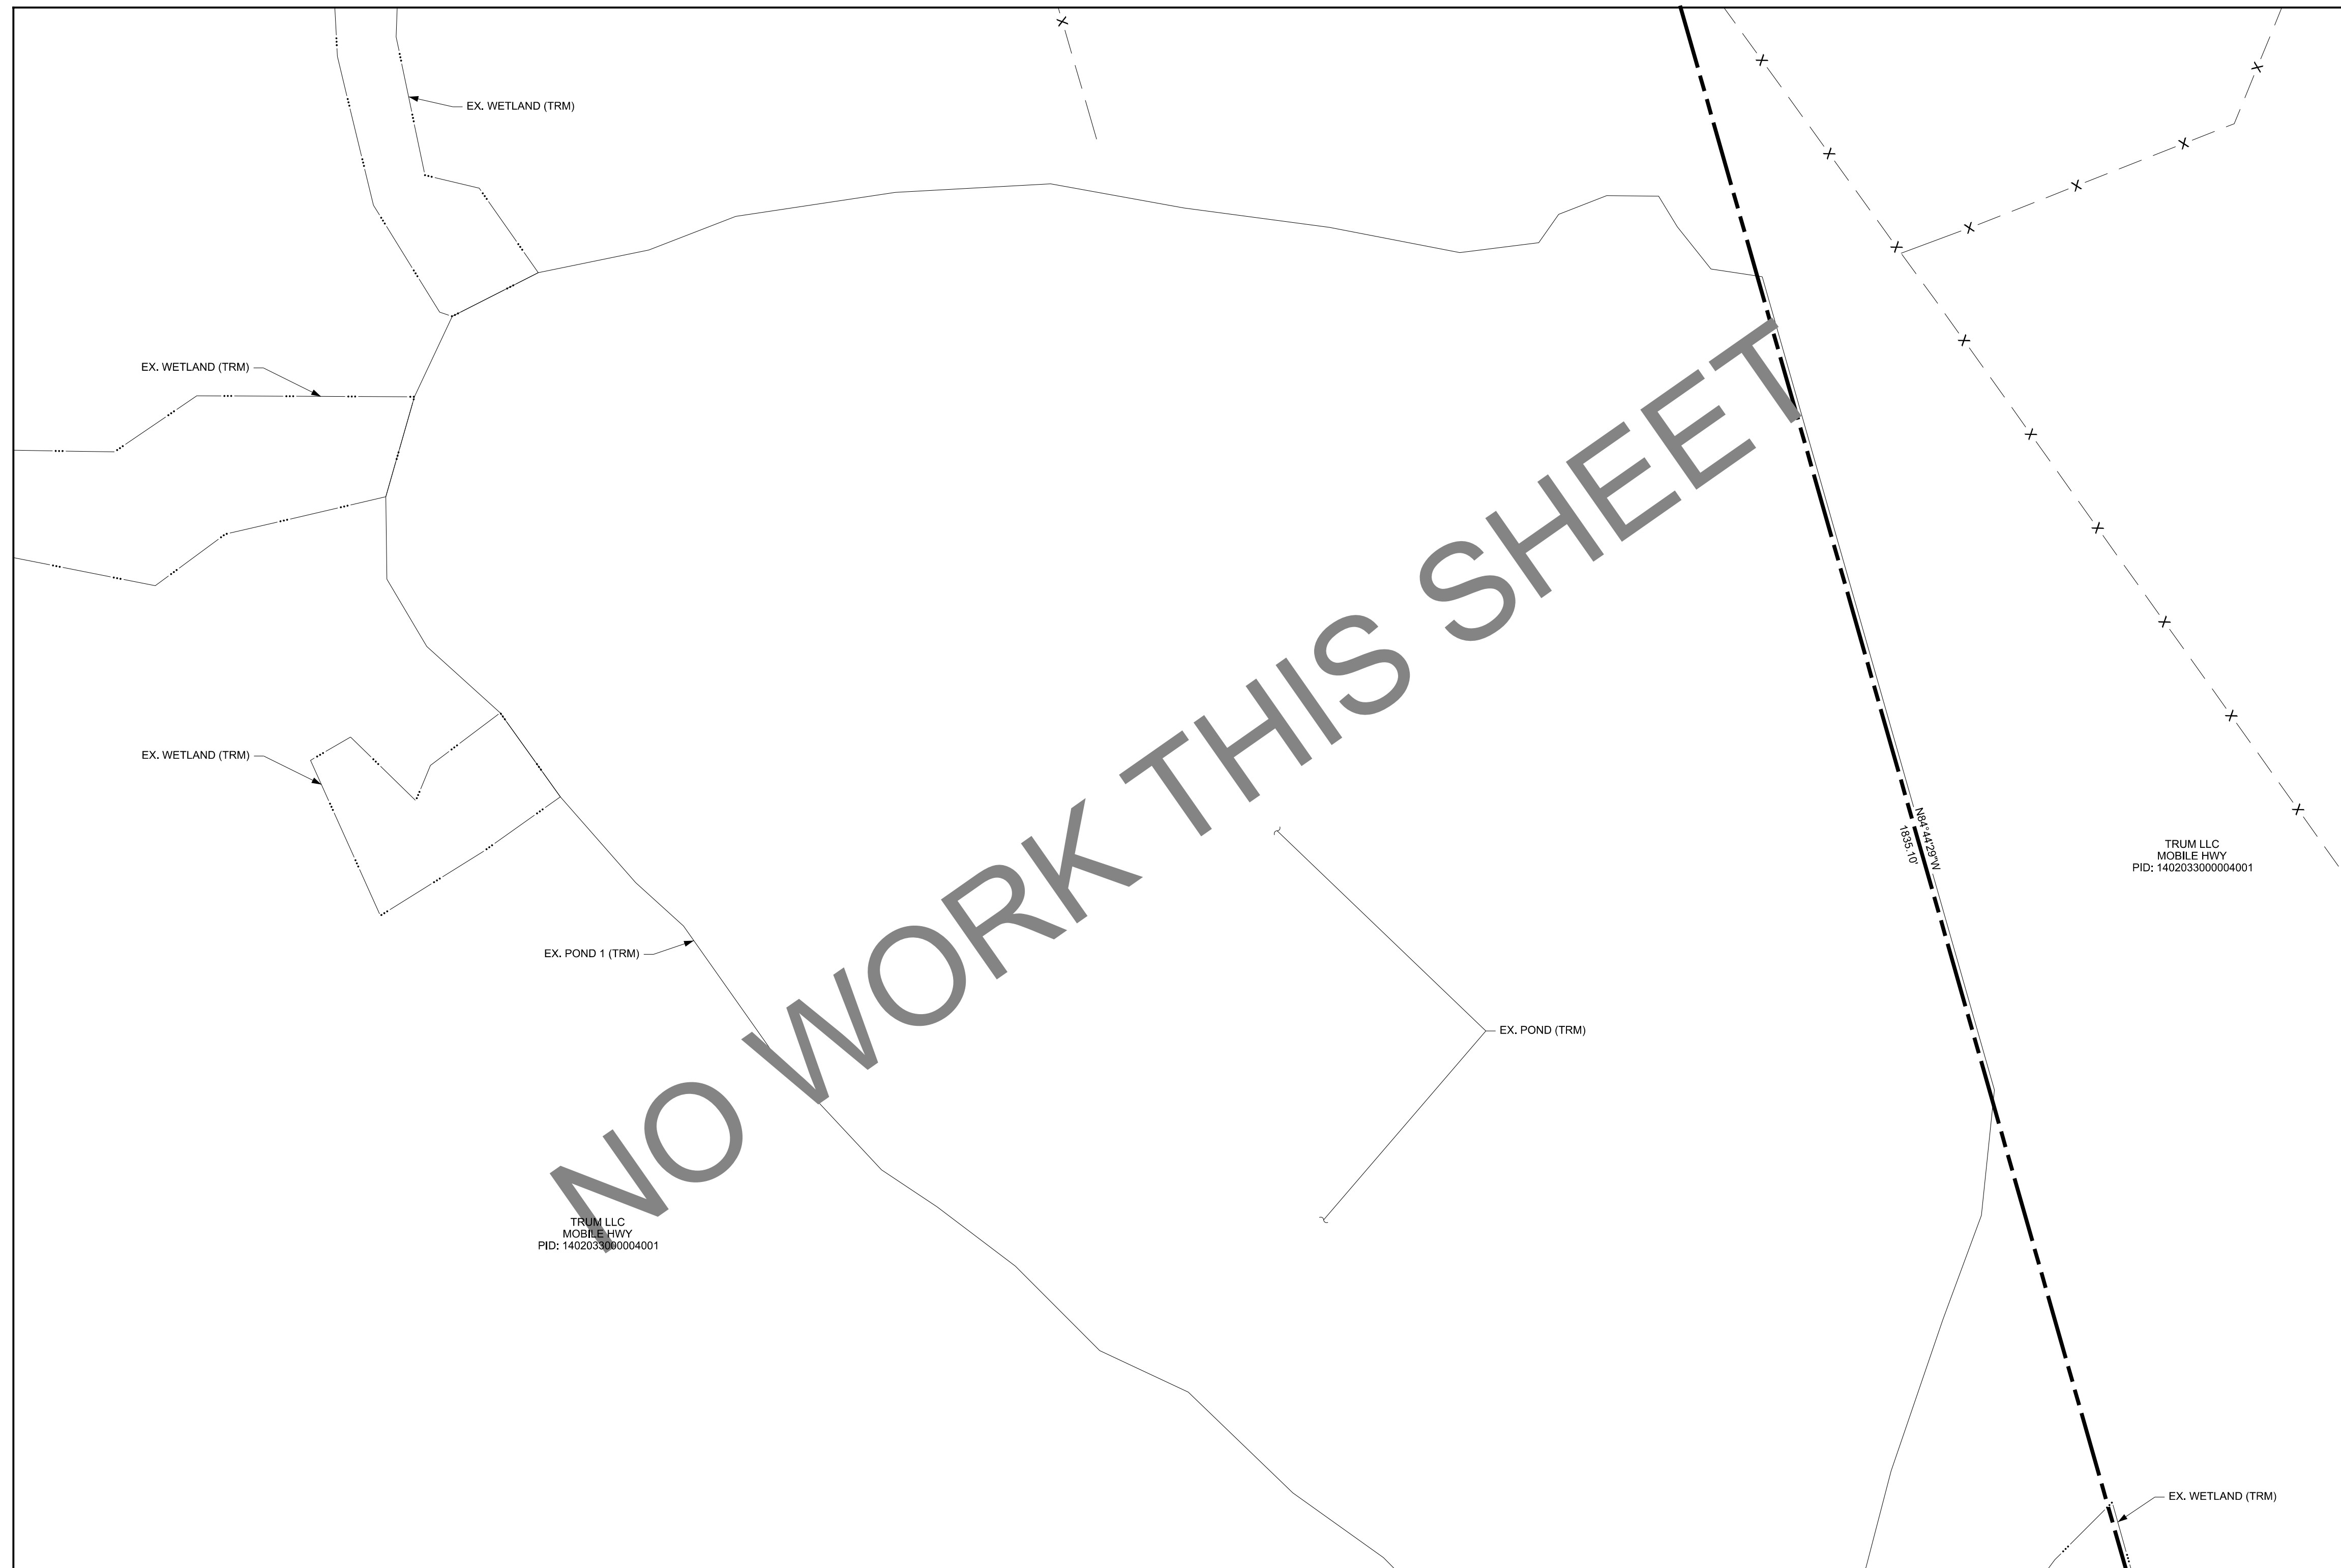 EX. WETLAND (TRM)
EX. WETLAND (TRM)
NO WORK THIS SHEET
EX. WETLAND (TRM)
N84°44'29"W
1835.10'
TRUM LLC
MOBILE HWY
PID: 1402033000004001
EX. POND 1 (TRM)
EX. POND (TRM)
TRUM LLC
MOBILE HWY
PID: 1402033000004001
EX. WETLAND (TRM)